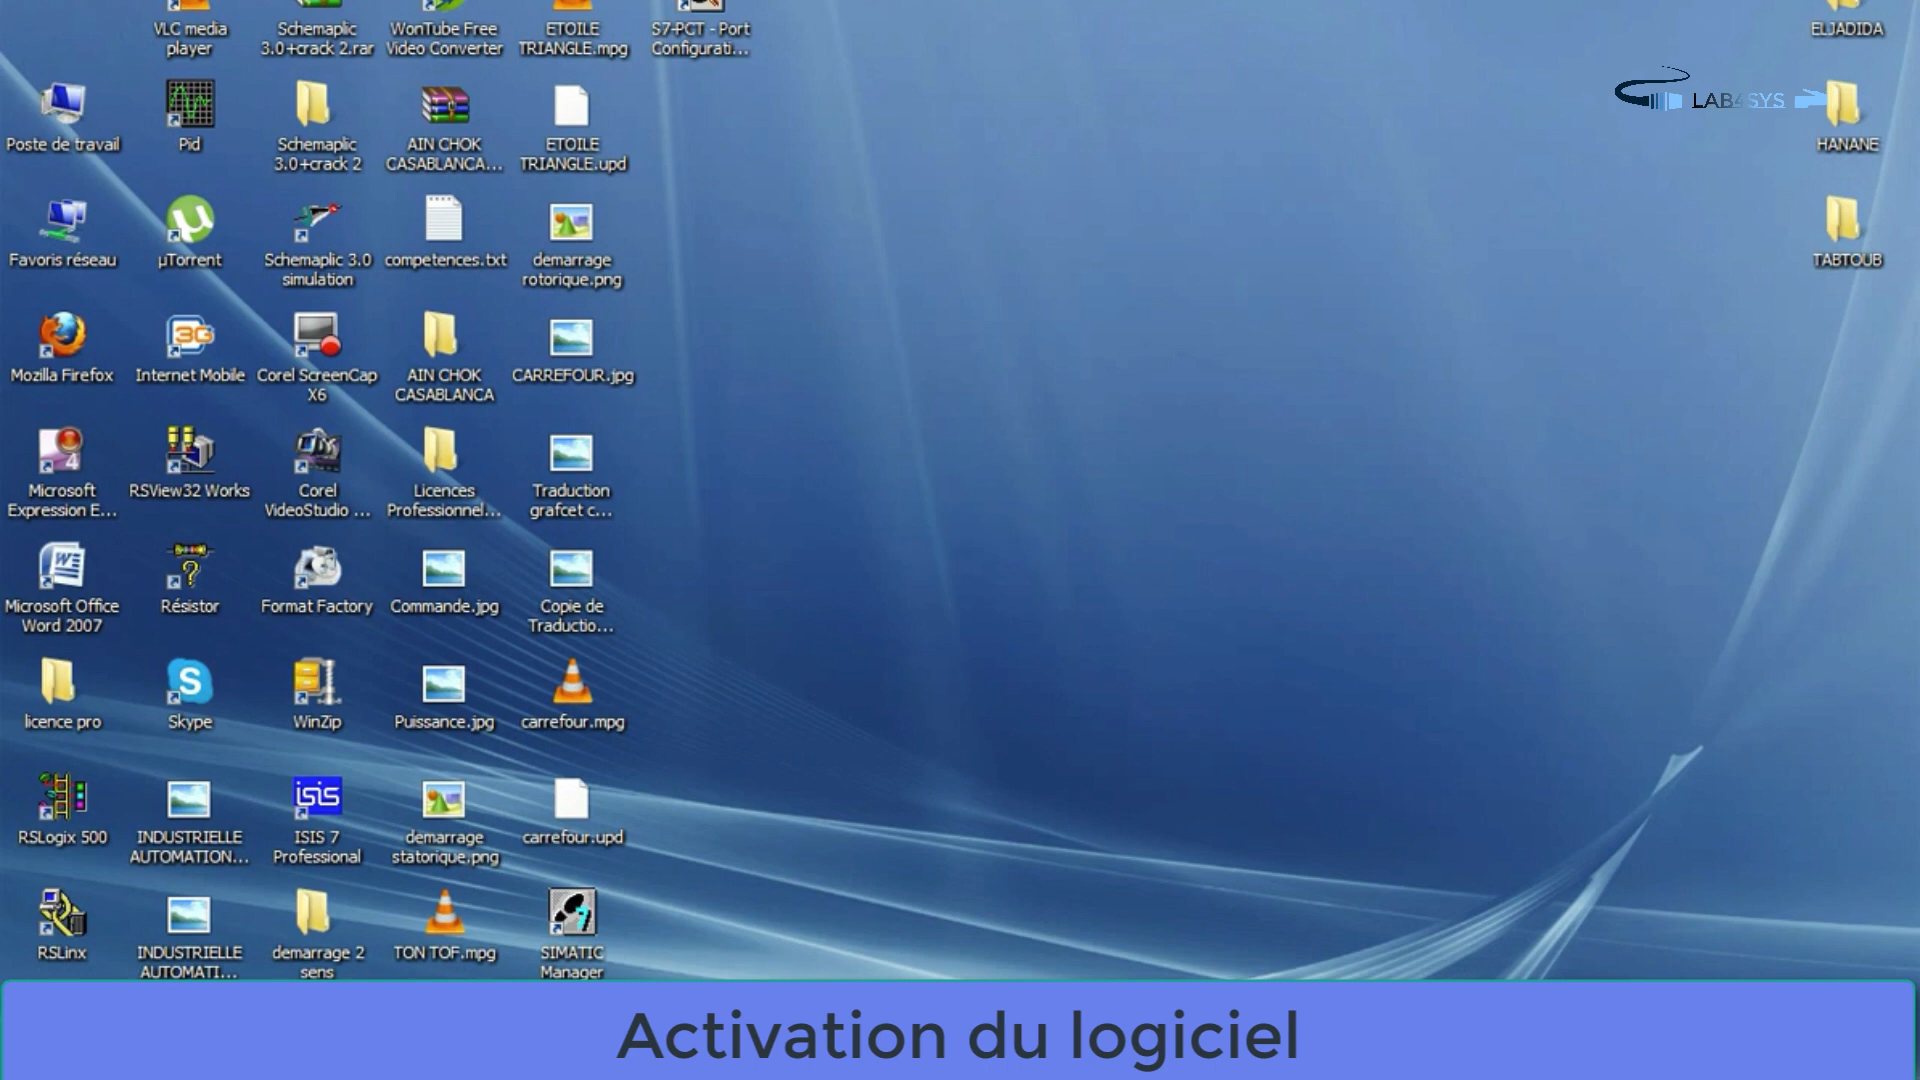 VLC media
player
Schemaplic
3.0+crack 2.rar
WonTube Free
Video Converter
ETOILE
TRIANGLE.mpg
S7-PCT - Port
Configurati...
ELJADIDA
Poste de travail
Pid
Schemaplic
3.0+crack 2
AIN CHOK
CASABLANCA...
ETOILE
TRIANGLE.upd
LAB4SYS
HANANE
Favoris réseau
µTorrent
Schemaplic 3.0
simulation
competences.txt
demarrage
rotorique.png
TABTOUB
Mozilla Firefox
3G
Internet Mobile
Corel ScreenCap
X6
AIN CHOK
CASABLANCA
CARREFOUR.jpg
Microsoft
Expression E...
RSView32 Works
Corel
VideoStudio ...
Licences
Professionnel...
Traduction
grafcet c...
Microsoft Office
Word 2007
Résistor
Format Factory
Commande.jpg
Copie de
Traductio...
licence pro
Skype
WinZip
Puissance.jpg
carrefour.mpg
RSLogix 500
INDUSTRIELLE
AUTOMATION...
isis
ISIS 7
Professional
demarrage
statorique.png
carrefour.upd
RSLinx
INDUSTRIELLE
AUTOMATI...
demarrage 2
sens
TON TOF.mpg
SIMATIC
Manager
Activation du logiciel